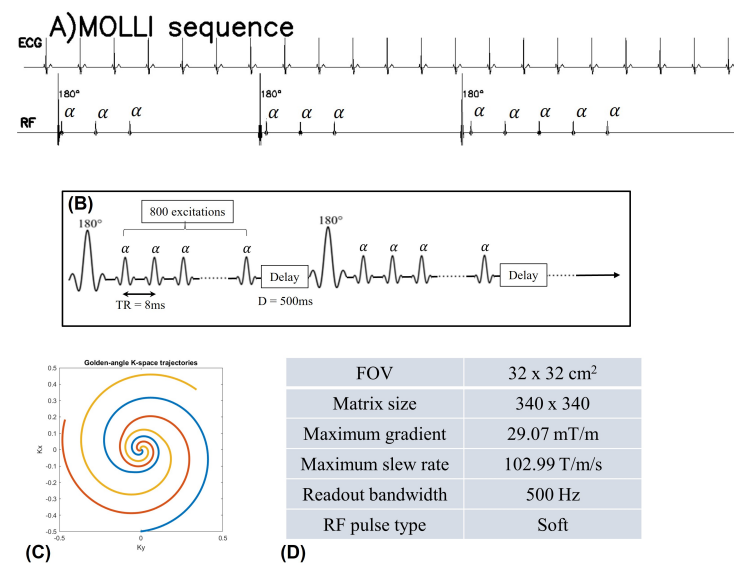 A)MOLLI sequence
ECG
180° 180° 180°
α α α α α α α α α α α
RF
(B)
800 excitations
180° 180°
α α α α α α α α
Delay Delay
TR = 8ms D = 500ms
Golden-angle K-space trajectories
0.5
0.4
0.3
0.2
0.1
0
-0.1
-0.2
-0.3
-0.4
-0.5
Kx
-0.5 0 0.5
Ky
(C)
FOV 32 x 32 cm²
Matrix size 340 x 340
Maximum gradient 29.07 mT/m
Maximum slew rate 102.99 T/m/s
Readout bandwidth 500 Hz
RF pulse type Soft
(D)